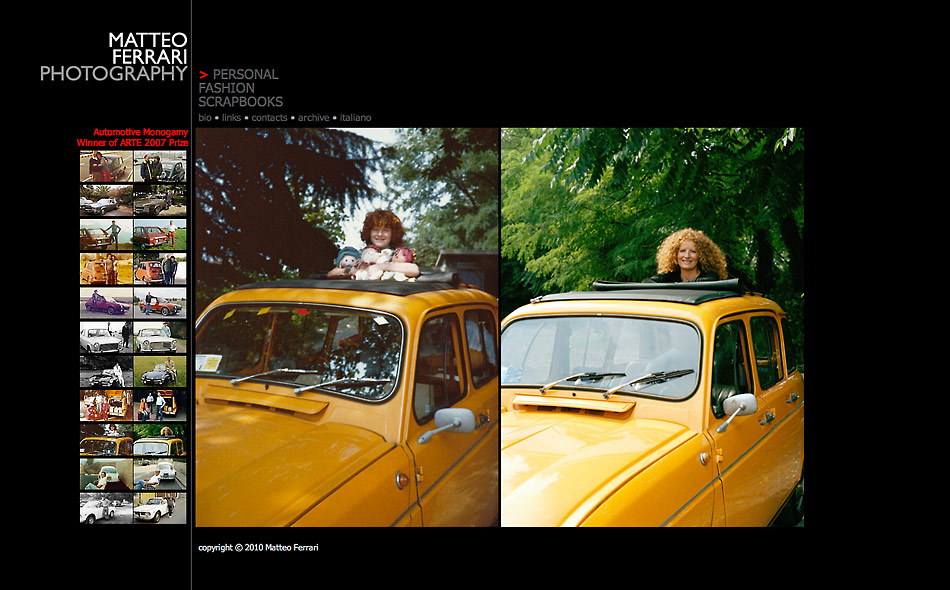 MATTEO
FERRARI
PHOTOGRAPHY
> PERSONAL
FASHION
SCRAPBOOKS
bio • links • contacts • archive • italiano
Automotive Monogamy
Winner of ARTE 2007 Prize
copyright © 2010 Matteo Ferrari